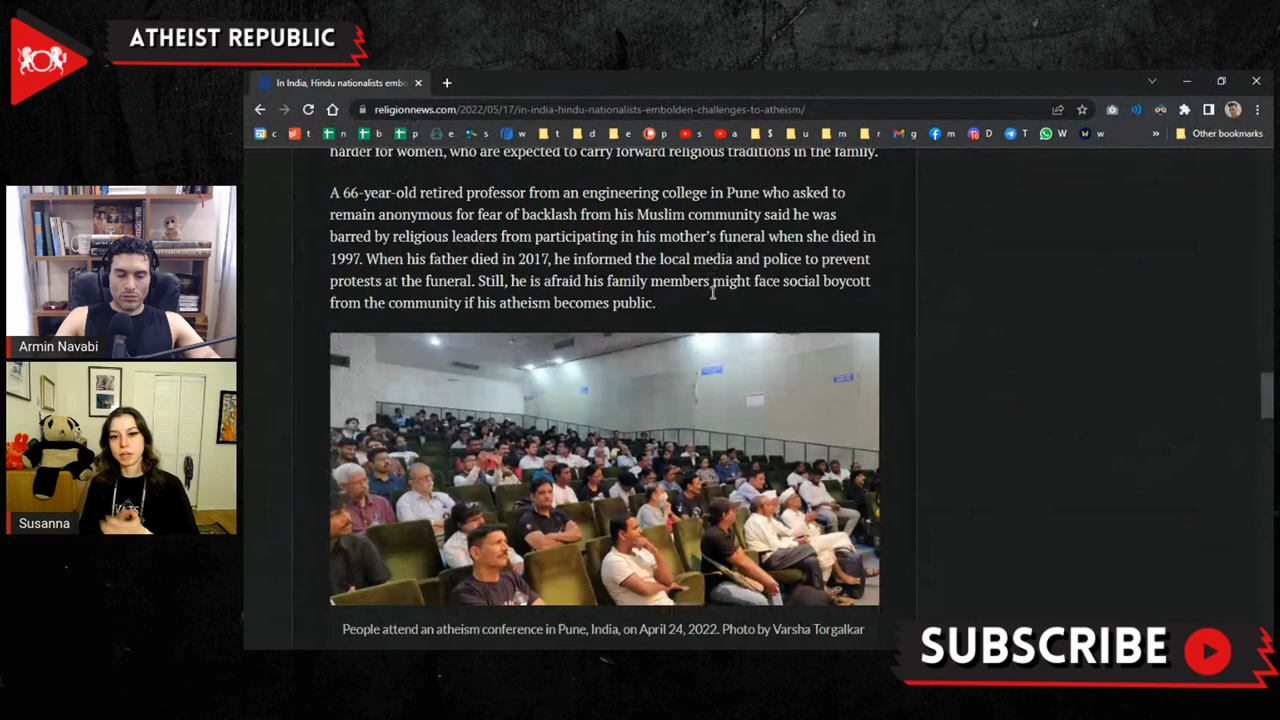 ATHEIST REPUBLIC
In India, Hindu nationalists embo
religionnews.com/2022/05/17/in-india-hindu-nationalists-embolden-challenges-to-atheism/
c t n b p e s w t d e p s a $ u m r g m D T W w » Other bookmarks
harder for women, who are expected to carry forward religious traditions in the family.
A 66-year-old retired professor from an engineering college in Pune who asked to
remain anonymous for fear of backlash from his Muslim community said he was
barred by religious leaders from participating in his mother's funeral when she died in
1997. When his father died in 2017, he informed the local media and police to prevent
protests at the funeral. Still, he is afraid his family members might face social boycott
from the community if his atheism becomes public.
Armin Navabi
Susanna
People attend an atheism conference in Pune, India, on April 24, 2022. Photo by Varsha Torgalkar
SUBSCRIBE